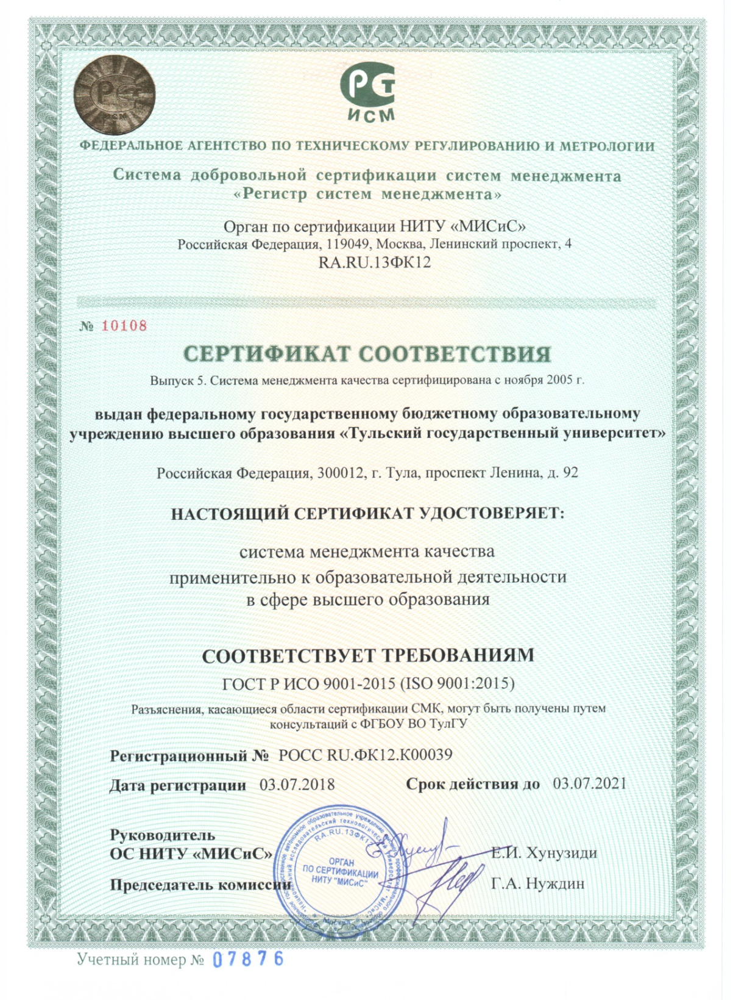 РСТ
ИСМ
РСТ
ИСМ
ФЕДЕРАЛЬНОЕ АГЕНТСТВО ПО ТЕХНИЧЕСКОМУ РЕГУЛИРОВАНИЮ И МЕТРОЛОГИИ
Система добровольной сертификации систем менеджмента
«Регистр систем менеджмента»
Орган по сертификации НИТУ «МИСиС»
Российская Федерация, 119049, Москва, Ленинский проспект, 4
RA.RU.13ФК12
№ 10108
СЕРТИФИКАТ СООТВЕТСТВИЯ
Выпуск 5. Система менеджмента качества сертифицирована с ноября 2005 г.
выдан федеральному государственному бюджетному образовательному
учреждению высшего образования «Тульский государственный университет»
Российская Федерация, 300012, г. Тула, проспект Ленина, д. 92
НАСТОЯЩИЙ СЕРТИФИКАТ УДОСТОВЕРЯЕТ:
система менеджмента качества
применительно к образовательной деятельности
в сфере высшего образования
СООТВЕТСТВУЕТ ТРЕБОВАНИЯМ
ГОСТ Р ИСО 9001-2015 (ISO 9001:2015)
Разъяснения, касающиеся области сертификации СМК, могут быть получены путем
консультаций с ФГБОУ ВО ТулГУ
Регистрационный № РОСС RU.ФК12.К00039
Дата регистрации 03.07.2018 Срок действия до 03.07.2021
Руководитель
ОС НИТУ «МИСиС» Е.И. Хунузиди
Председатель комиссии Г.А. Нуждин
RA.RU.13ФК12
ОРГАН
ПО СЕРТИФИКАЦИИ
НИТУ "МИСиС"
Москва
Учетный номер № 07876